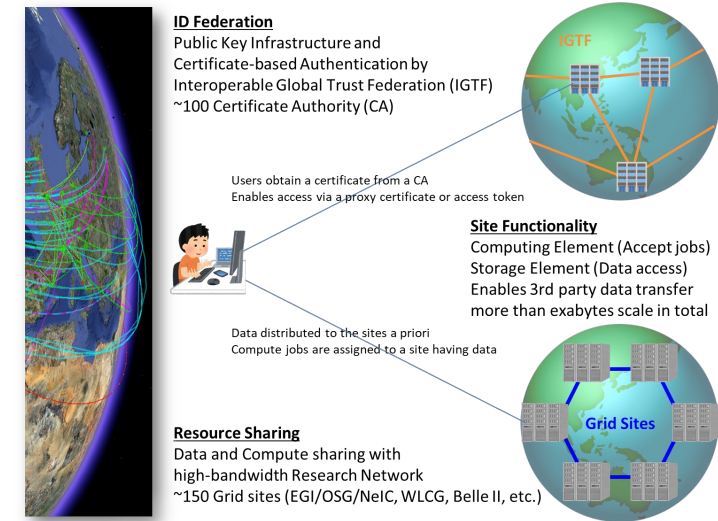 ID Federation
Public Key Infrastructure and
Certificate-based Authentication by
Interoperable Global Trust Federation (IGTF)
~100 Certificate Authority (CA)
IGTF
Users obtain a certificate from a CA
Enables access via a proxy certificate or access token
Site Functionality
Computing Element (Accept jobs)
Storage Element (Data access)
Enables 3rd party data transfer
more than exabytes scale in total
Data distributed to the sites a priori
Compute jobs are assigned to a site having data
Grid Sites
Resource Sharing
Data and Compute sharing with
high-bandwidth Research Network
~150 Grid sites (EGI/OSG/NeIC, WLCG, Belle II, etc.)